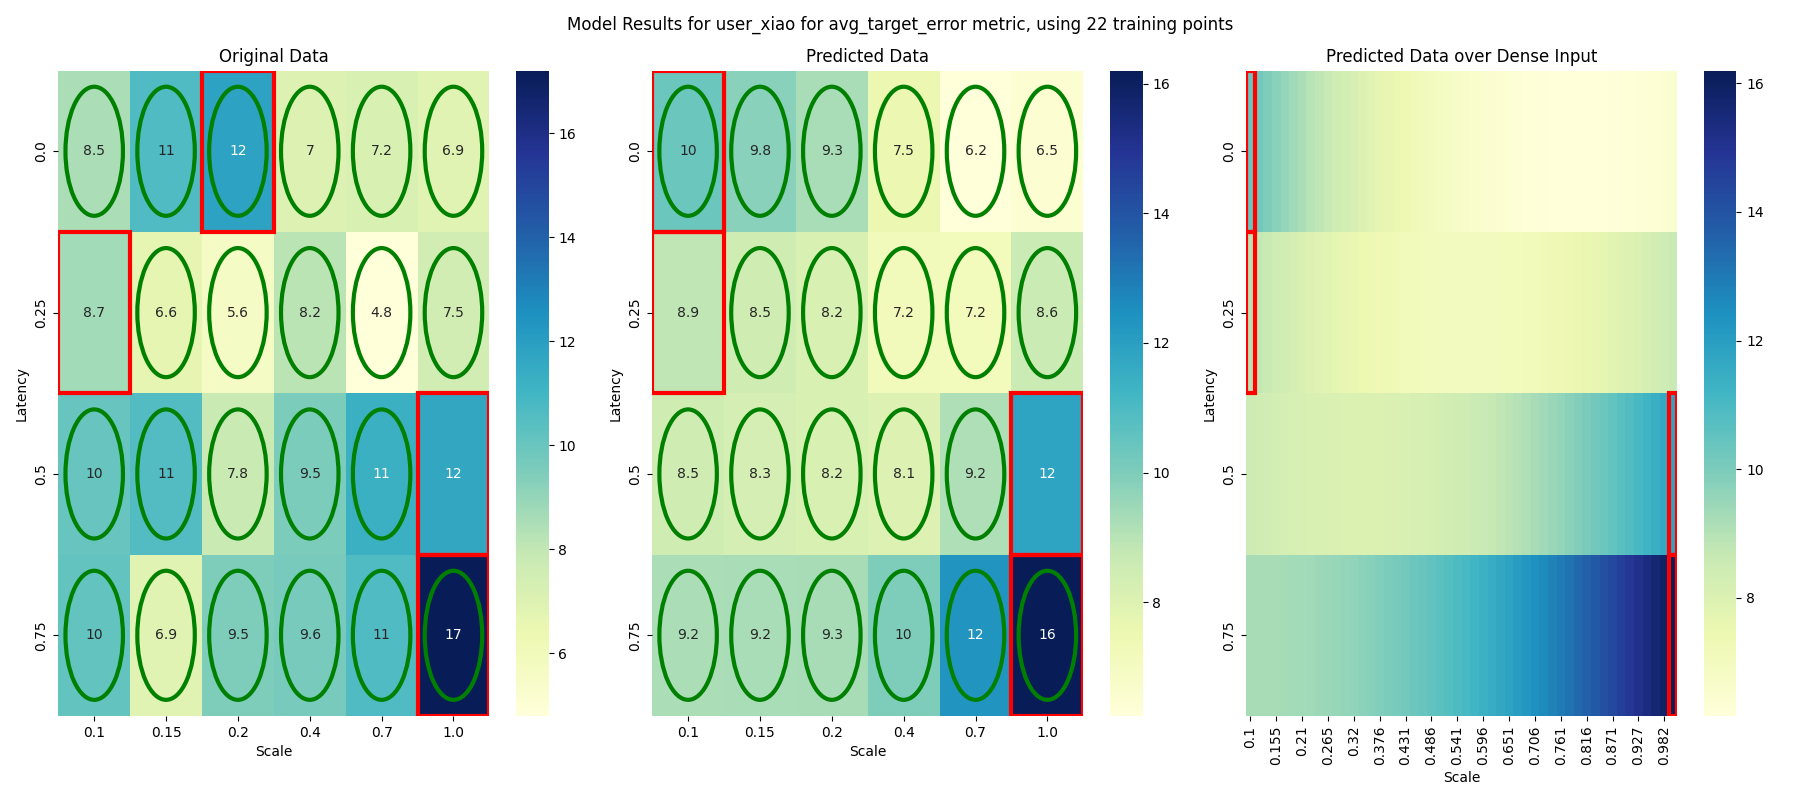 Model Results for user_xiao for avg_target_error metric, using 22 training points
Original Data
8.5 11 12 7 7.2 6.9
8.7 6.6 5.6 8.2 4.8 7.5
10 11 7.8 9.5 11 12
10 6.9 9.5 9.6 11 17
0.0
0.25
0.5
0.75
Latency
0.1 0.15 0.2 0.4 0.7 1.0
Scale
16
14
12
10
8
6
Predicted Data
10 9.8 9.3 7.5 6.2 6.5
8.9 8.5 8.2 7.2 7.2 8.6
8.5 8.3 8.2 8.1 9.2 12
9.2 9.2 9.3 10 12 16
0.0
0.25
0.5
0.75
Latency
0.1 0.15 0.2 0.4 0.7 1.0
Scale
16
14
12
10
8
Predicted Data over Dense Input
0.0
0.25
0.5
0.75
Latency
0.1 0.155 0.21 0.265 0.32 0.376 0.431 0.486 0.541 0.596 0.651 0.706 0.761 0.816 0.871 0.927 0.982
Scale
16
14
12
10
8